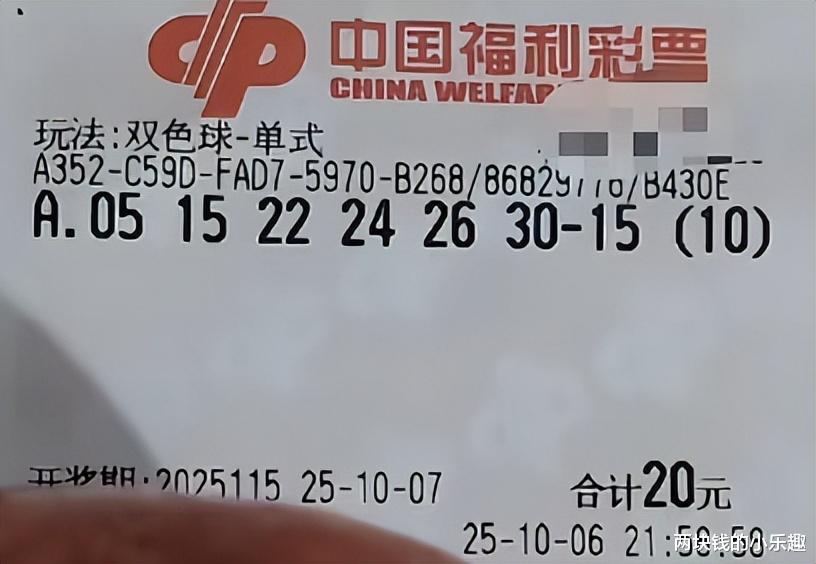 中国福利彩票
CHINA WELFAR
玩法:双色球-单式
A352-C59D-FAD7-5970-B268/86829776/B430E
A.05 15 22 24 26 30-15 (10)
开奖期:2025115 25-10-07
合计20元
25-10-06 21:50:50
两块钱的小乐趣